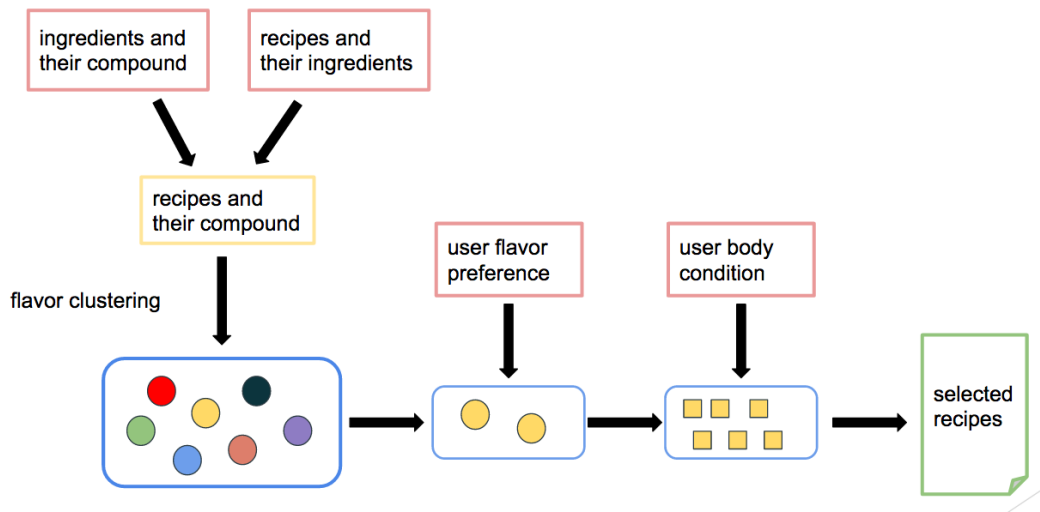 ingredients and
their compound
recipes and
their ingredients
recipes and
their compound
flavor clustering
user flavor
preference
user body
condition
selected
recipes